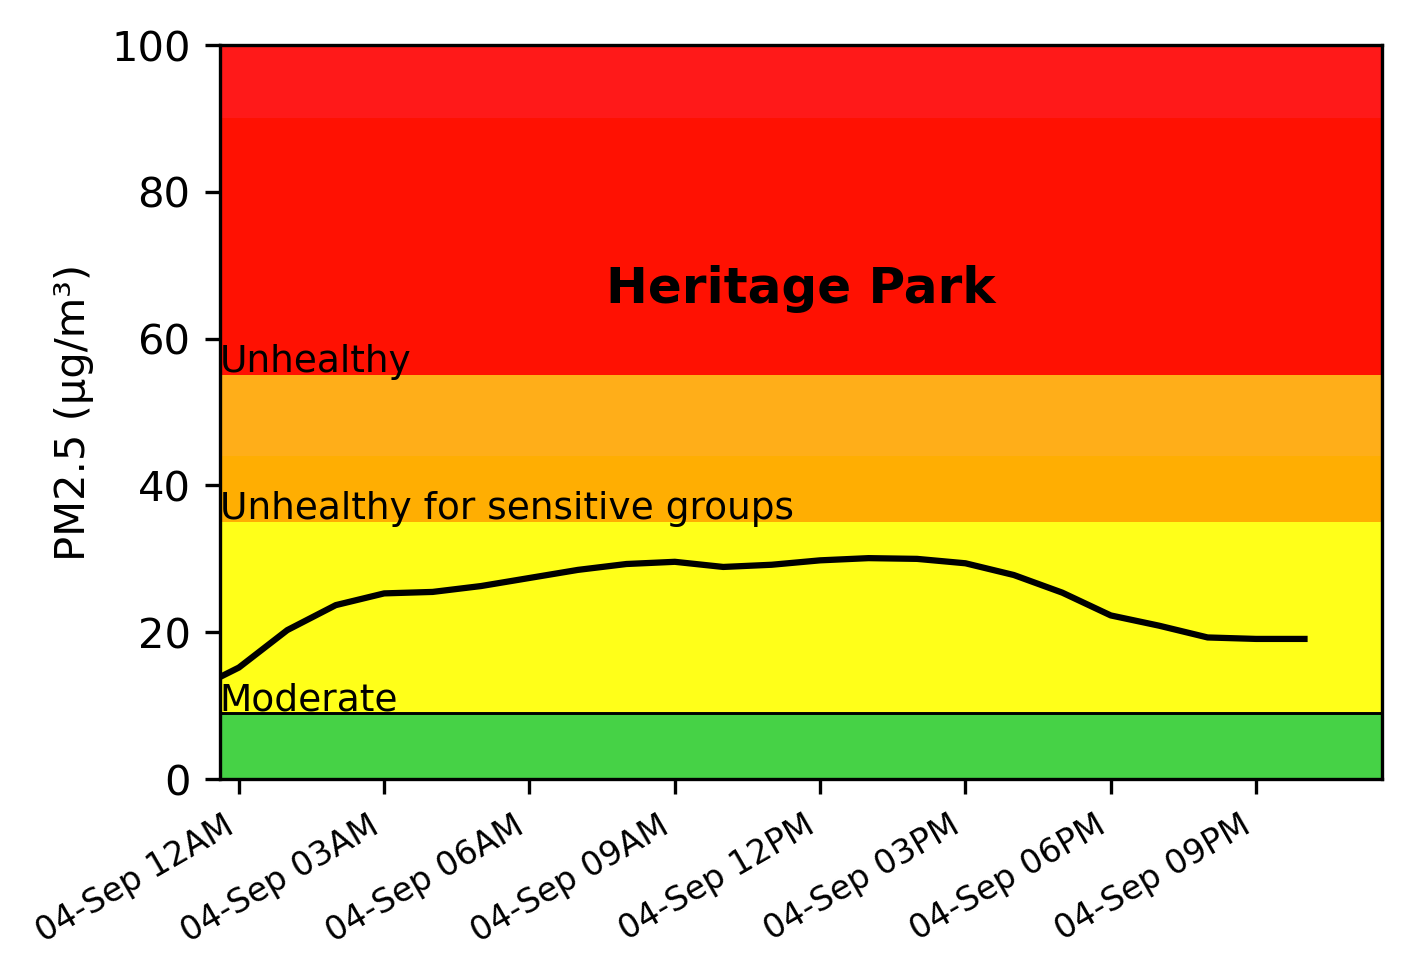 100
80
Heritage Park
60
Unhealthy
PM2.5 (µg/m³)
40
Unhealthy for sensitive groups
20
Moderate
0
04-Sep 12AM
04-Sep 03AM
04-Sep 06AM
04-Sep 09AM
04-Sep 12PM
04-Sep 03PM
04-Sep 06PM
04-Sep 09PM